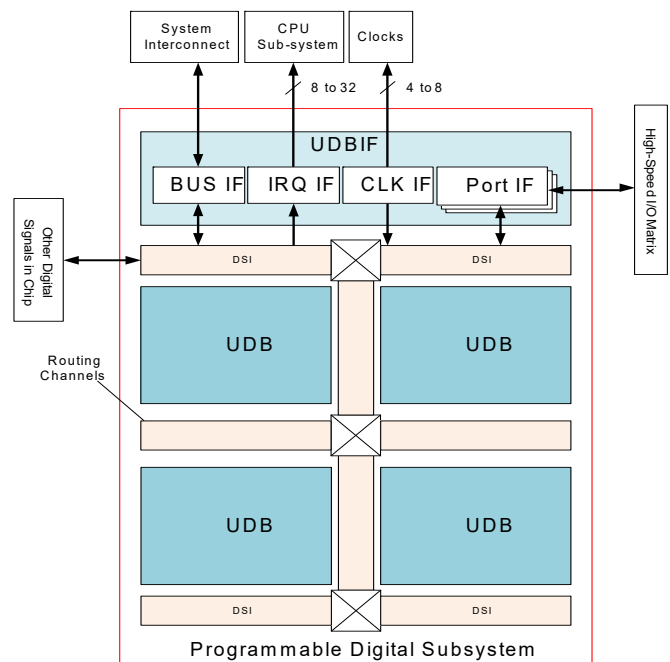 System
Interconnect
CPU
Sub-system
Clocks
8 to 32
4 to 8
UDBIF
BUS IF
IRQ IF
CLK IF
Port IF
High-Speed I/O Matrix
Other Digital
Signals in Chip
DSI
DSI
UDB
UDB
Routing
Channels
UDB
UDB
DSI
DSI
Programmable Digital Subsystem